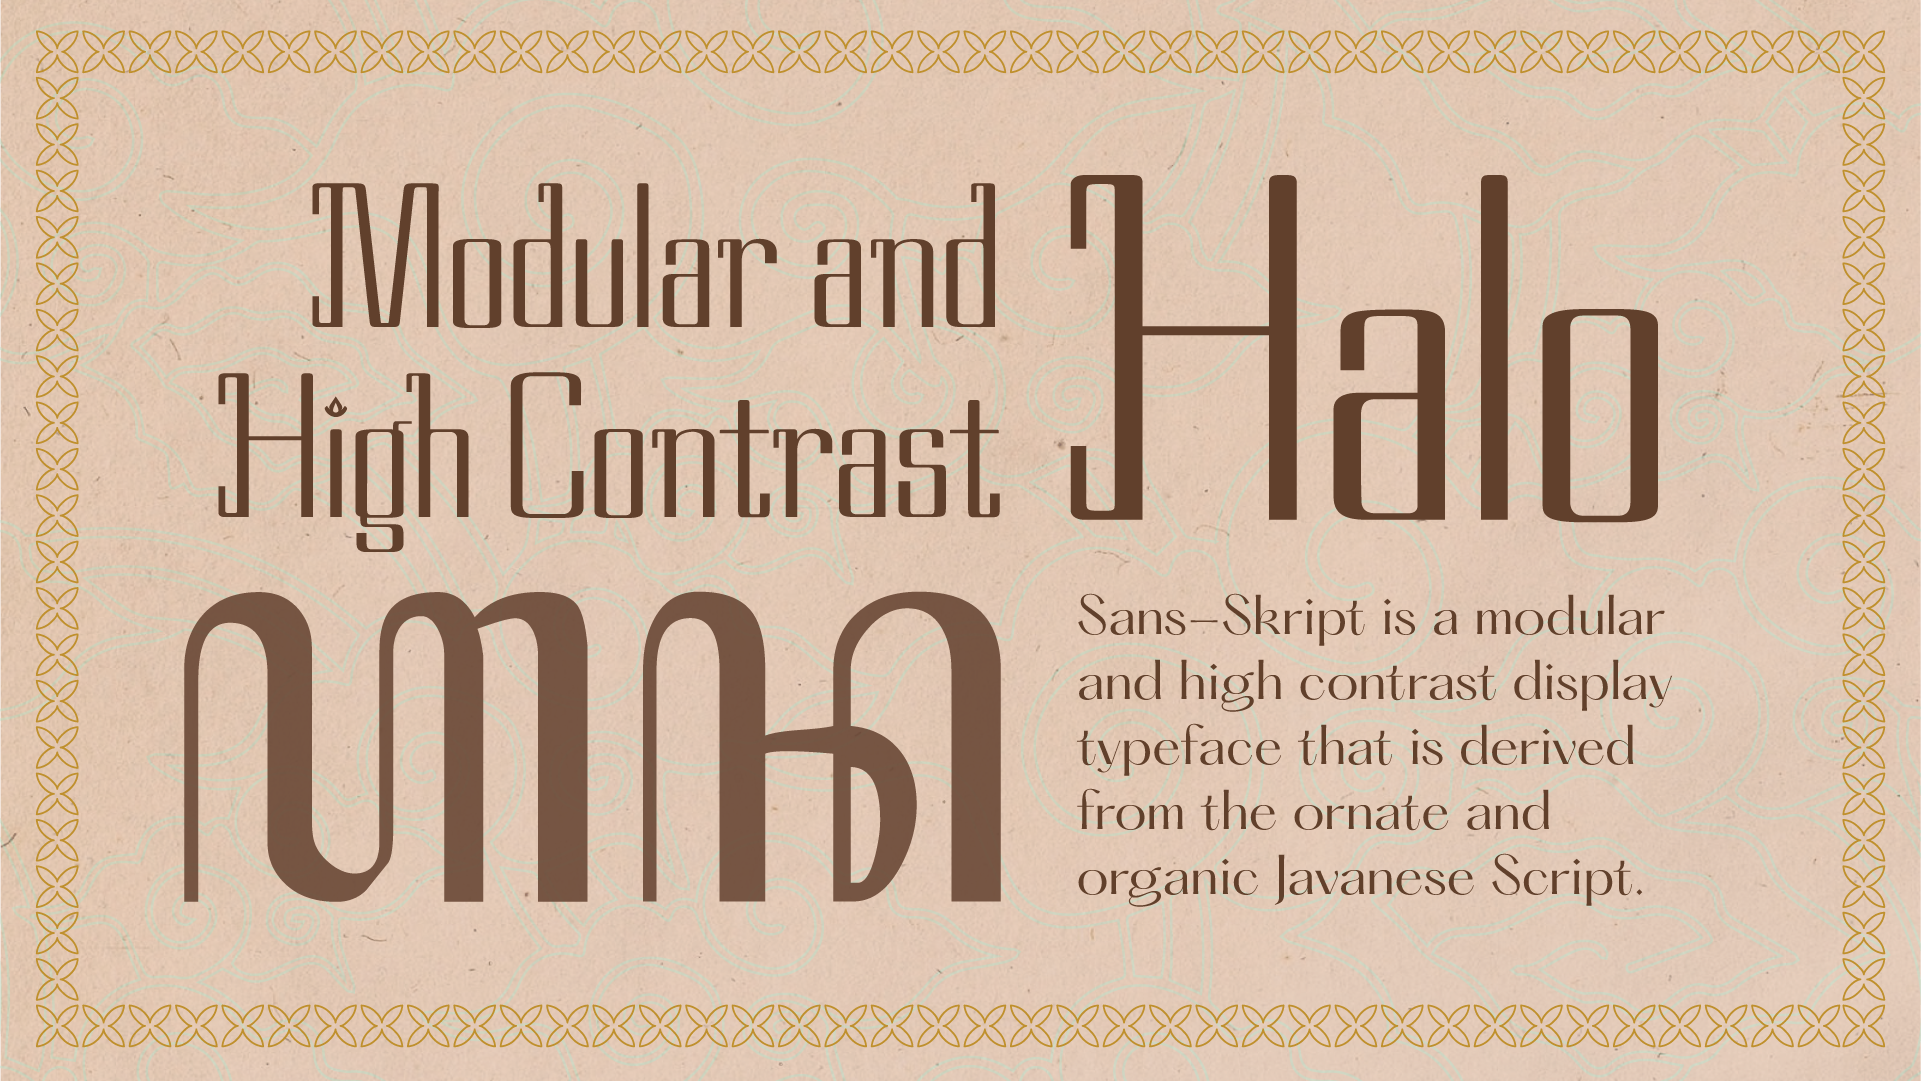 Modular and
High Contrast
Halo
ꦲꦭ
Sans–Skript is a modular
and high contrast display
typeface that is derived
from the ornate and
organic Javanese Script.